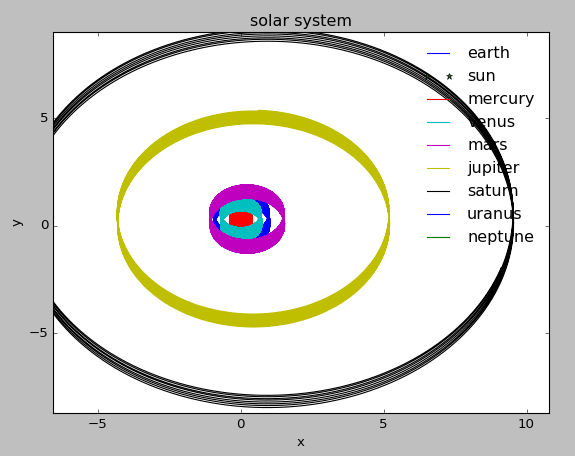 solar system
earth
sun
mercury
venus
mars
jupiter
saturn
uranus
neptune
y
5
0
−5
−5
0
5
10
x